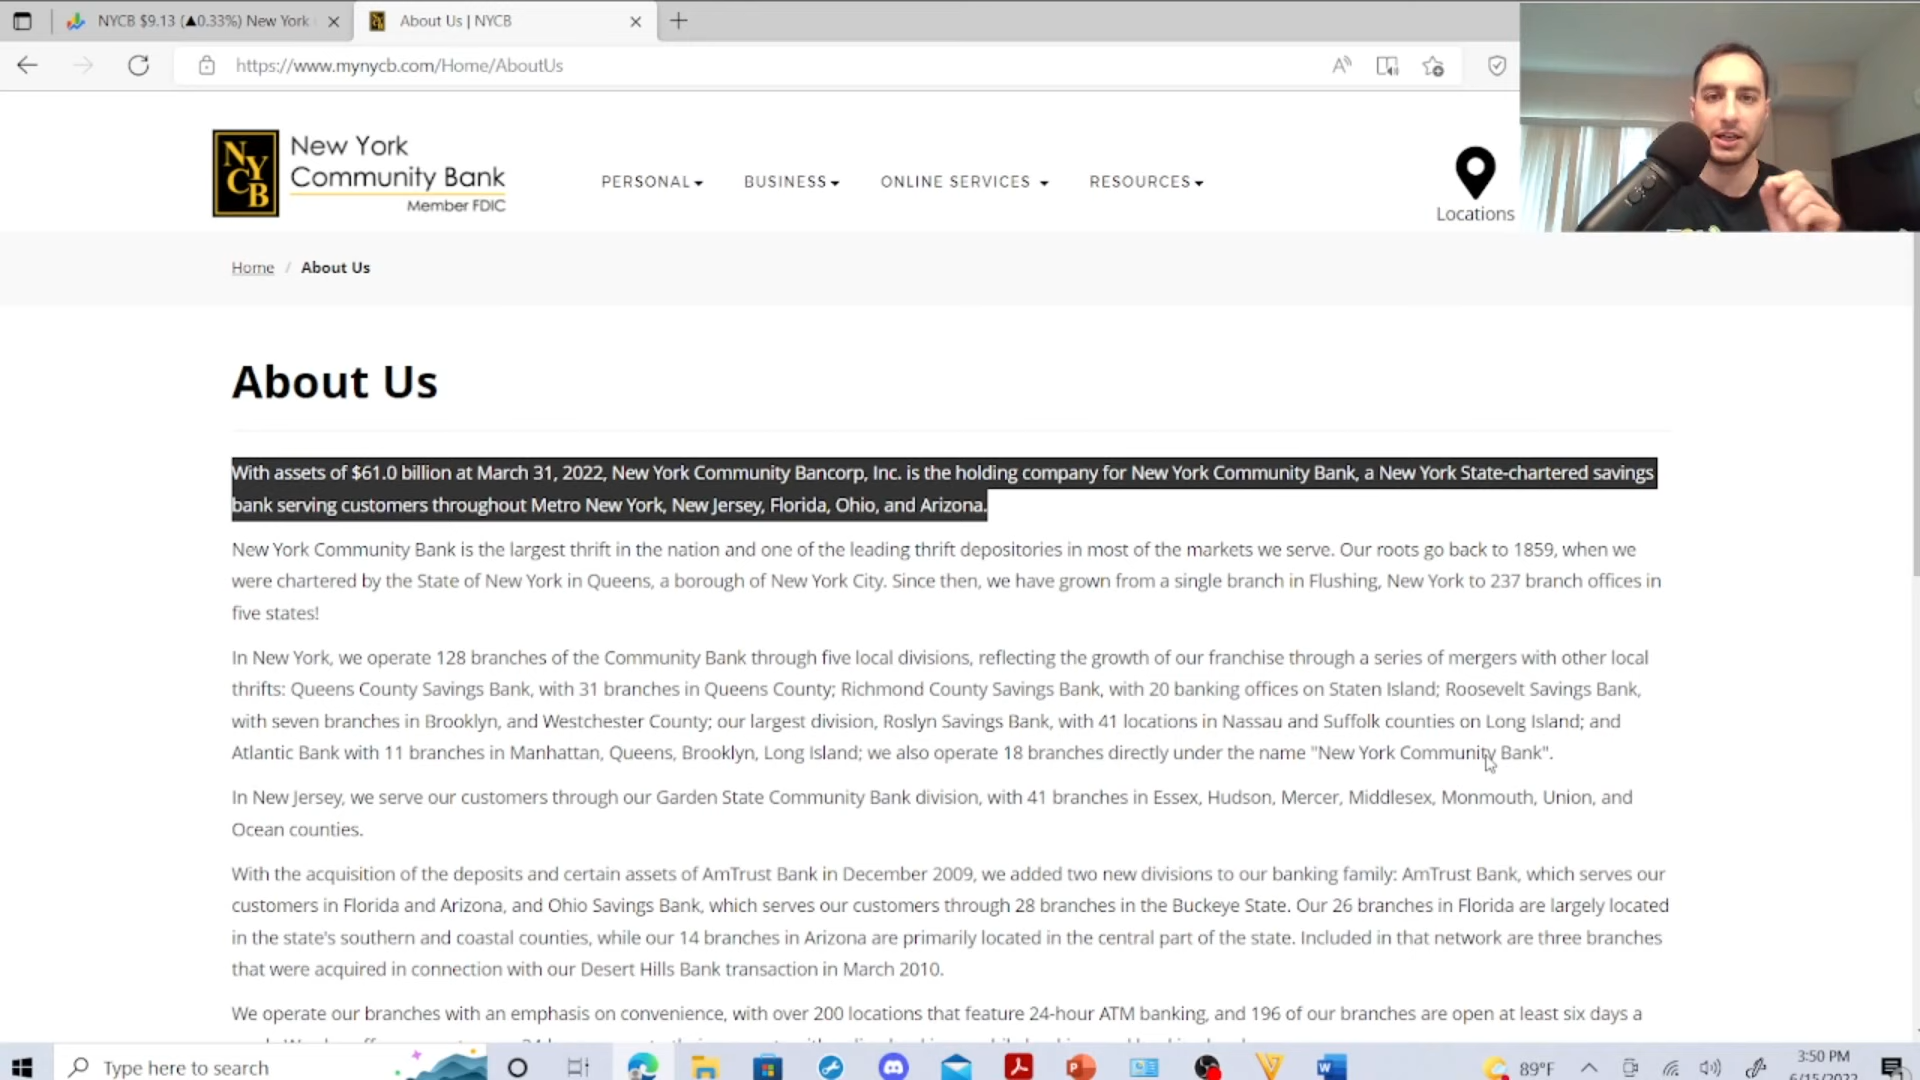 NYCB $9.13 (▲0.33%) New York
About Us | NYCB
https://www.mynycb.com/Home/AboutUs
NYCB
New York
Community Bank
Member FDIC
PERSONAL
BUSINESS
ONLINE SERVICES
RESOURCES
Locations
Home / About Us
About Us
With assets of $61.0 billion at March 31, 2022, New York Community Bancorp, Inc. is the holding company for New York Community Bank, a New York State-chartered savings
bank serving customers throughout Metro New York, New Jersey, Florida, Ohio, and Arizona.
New York Community Bank is the largest thrift in the nation and one of the leading thrift depositories in most of the markets we serve. Our roots go back to 1859, when we
were chartered by the State of New York in Queens, a borough of New York City. Since then, we have grown from a single branch in Flushing, New York to 237 branch offices in
five states!
In New York, we operate 128 branches of the Community Bank through five local divisions, reflecting the growth of our franchise through a series of mergers with other local
thrifts: Queens County Savings Bank, with 31 branches in Queens County; Richmond County Savings Bank, with 20 banking offices on Staten Island; Roosevelt Savings Bank,
with seven branches in Brooklyn, and Westchester County; our largest division, Roslyn Savings Bank, with 41 locations in Nassau and Suffolk counties on Long Island; and
Atlantic Bank with 11 branches in Manhattan, Queens, Brooklyn, Long Island; we also operate 18 branches directly under the name "New York Community Bank".
In New Jersey, we serve our customers through our Garden State Community Bank division, with 41 branches in Essex, Hudson, Mercer, Middlesex, Monmouth, Union, and
Ocean counties.
With the acquisition of the deposits and certain assets of AmTrust Bank in December 2009, we added two new divisions to our banking family: AmTrust Bank, which serves our
customers in Florida and Arizona, and Ohio Savings Bank, which serves our customers through 28 branches in the Buckeye State. Our 26 branches in Florida are largely located
in the state's southern and coastal counties, while our 14 branches in Arizona are primarily located in the central part of the state. Included in that network are three branches
that were acquired in connection with our Desert Hills Bank transaction in March 2010.
We operate our branches with an emphasis on convenience, with over 200 locations that feature 24-hour ATM banking, and 196 of our branches are open at least six days a
Type here to search
89°F
3:50 PM
6/15/2022